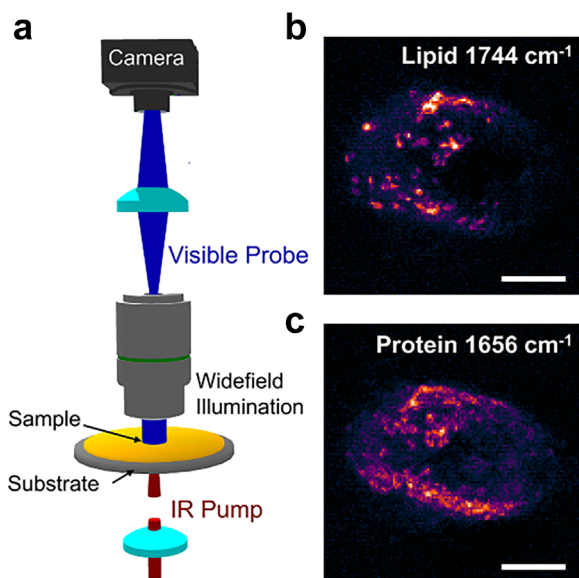 a
Camera
Visible Probe
Widefield
Illumination
Sample
Substrate
IR Pump
b
Lipid 1744 cm⁻¹
c
Protein 1656 cm⁻¹